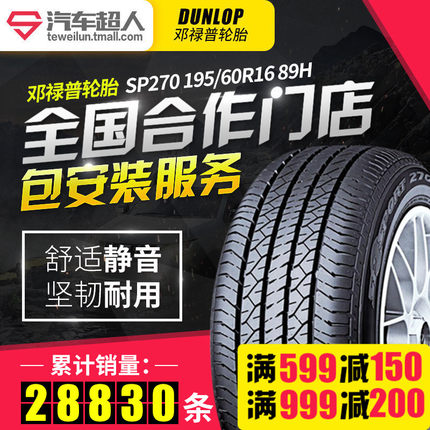 汽车超人
teweilun.tmall.com
DUNLOP
邓禄普轮胎
邓禄普轮胎 SP270 195/60R16 89H
全国合作门店
包安装服务
舒适静音
坚韧耐用
累计销量：
28830条
满599减150
满999减200